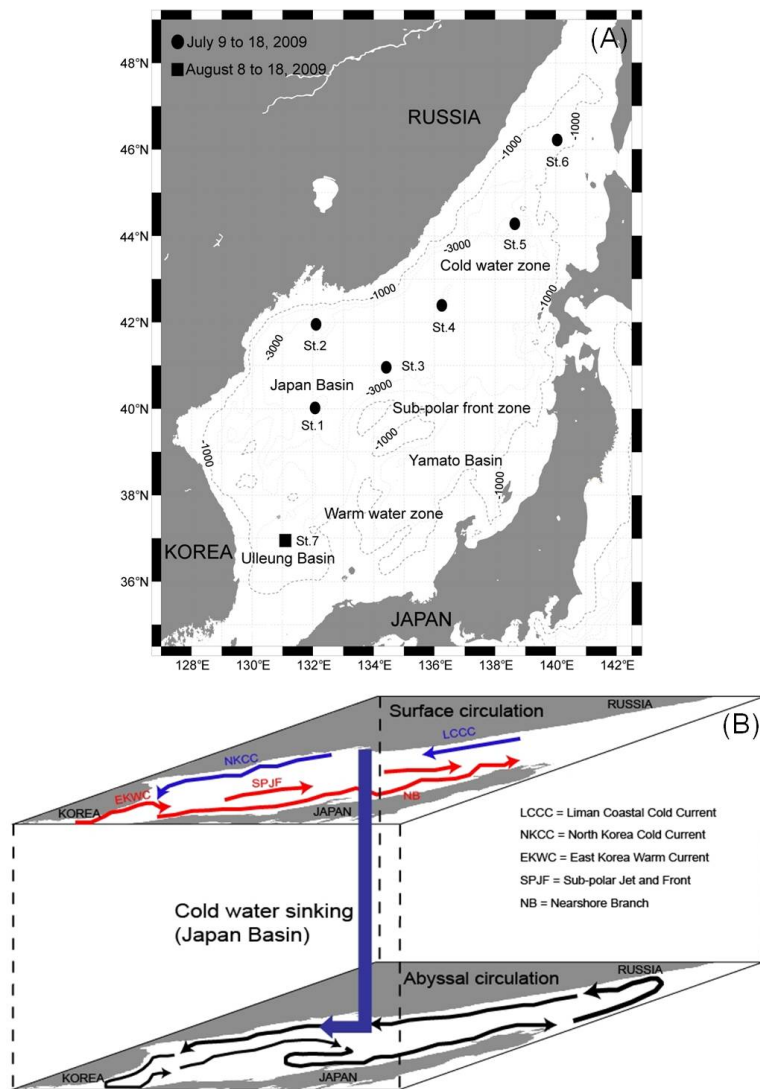 (A)
July 9 to 18, 2009
August 8 to 18, 2009
48°N
46°N
44°N
42°N
40°N
38°N
36°N
RUSSIA
-1000
-1000
St.6
St.5
-3000
Cold water zone
-1000
-1000
St.4
-3000
St.2
St.3
-3000
Japan Basin
St.1
Sub-polar front zone
-1000
-1000
Yamato Basin
-1000
Warm water zone
KOREA
St.7
Ulleung Basin
JAPAN
128°E
130°E
132°E
134°E
136°E
138°E
140°E
142°E
(B)
RUSSIA
Surface circulation
LCCC
NKCC
SPJF
EKWC
NB
KOREA
JAPAN
LCCC = Liman Coastal Cold Current
NKCC = North Korea Cold Current
EKWC = East Korea Warm Current
SPJF = Sub-polar Jet and Front
NB = Nearshore Branch
Cold water sinking
(Japan Basin)
Abyssal circulation
RUSSIA
KOREA
JAPAN